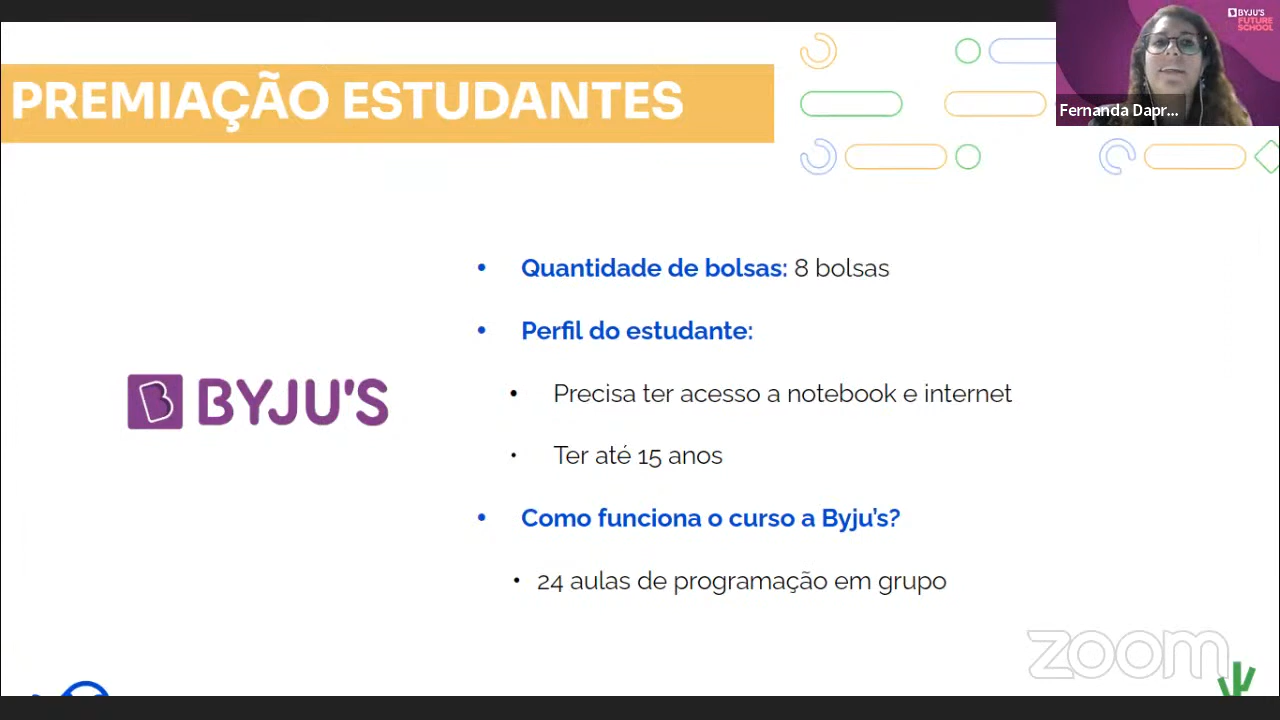 BYJU'S
FUTURE
SCHOOL
PREMIAÇÃO ESTUDANTES
Fernanda Dapr...
• Quantidade de bolsas: 8 bolsas
• Perfil do estudante:
• Precisa ter acesso a notebook e internet
BYJU'S
• Ter até 15 anos
• Como funciona o curso a Byju's?
• 24 aulas de programação em grupo
zoom